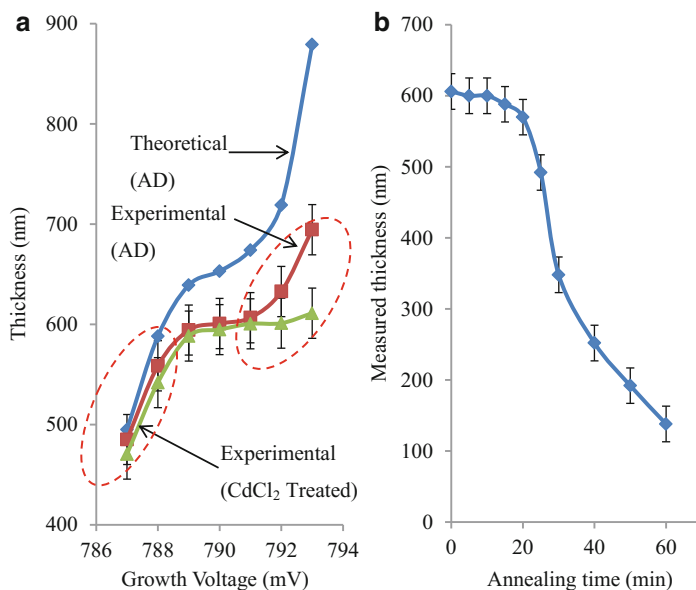 a
900
800
700
600
500
400
786
788
790
792
794
Thickness (nm)
Growth Voltage (mV)
Theoretical
(AD)
Experimental
(AD)
Experimental
(CdCl₂ Treated)
b
700
600
500
400
300
200
100
0
0
20
40
60
Measured thickness (nm)
Annealing time (min)